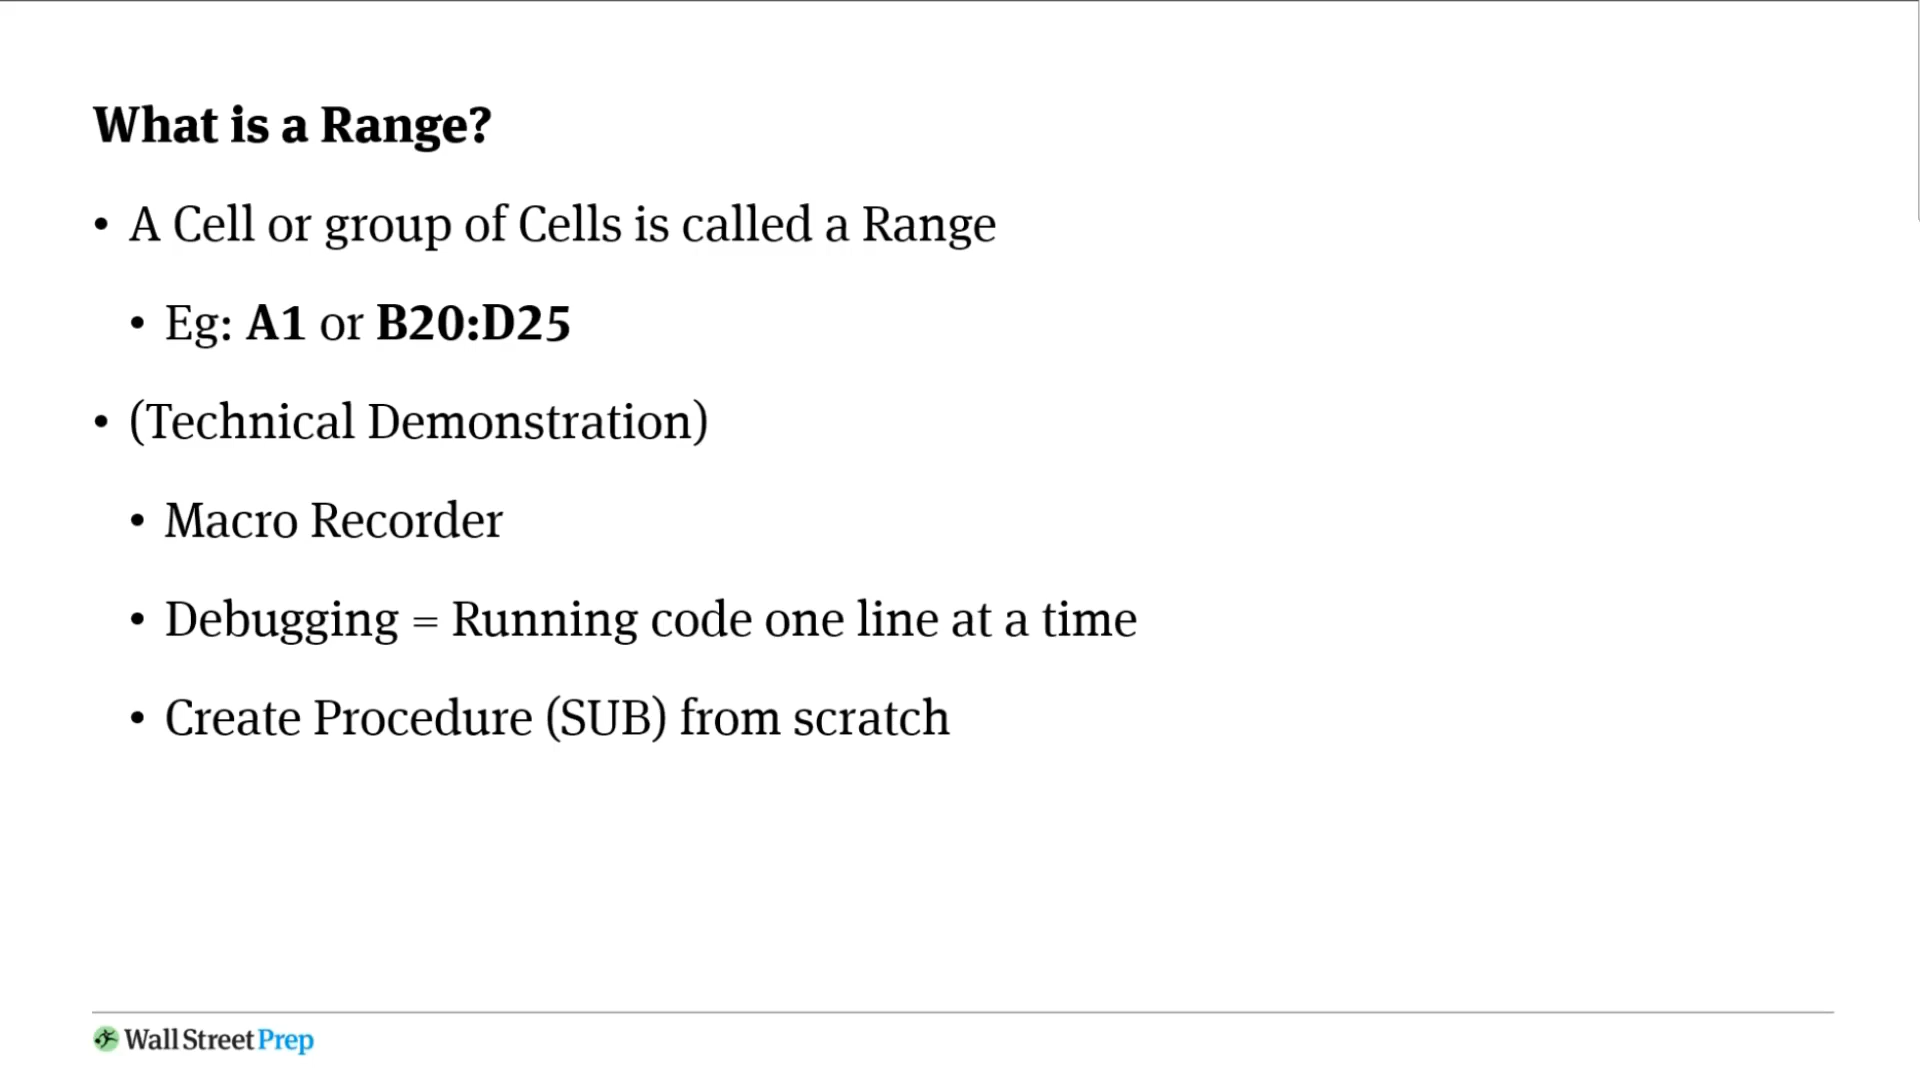 What is a Range?
• A Cell or group of Cells is called a Range
• Eg: A1 or B20:D25
• (Technical Demonstration)
• Macro Recorder
• Debugging = Running code one line at a time
• Create Procedure (SUB) from scratch
Wall Street Prep